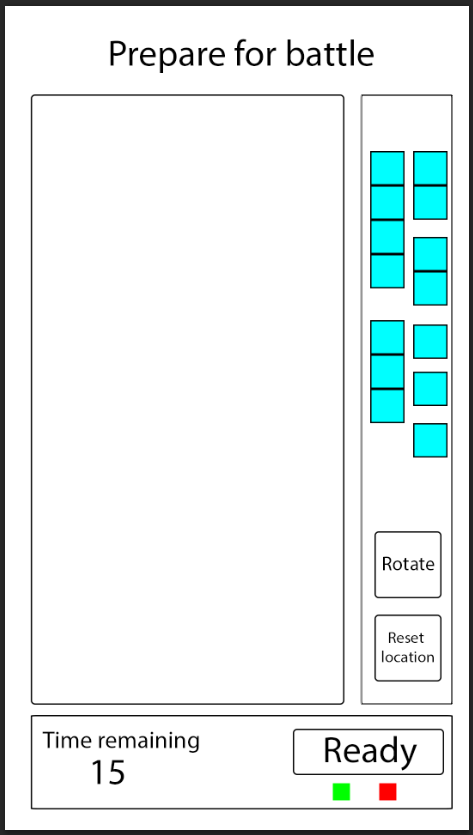 Prepare for battle
Rotate
Reset
location
Time remaining
15
Ready